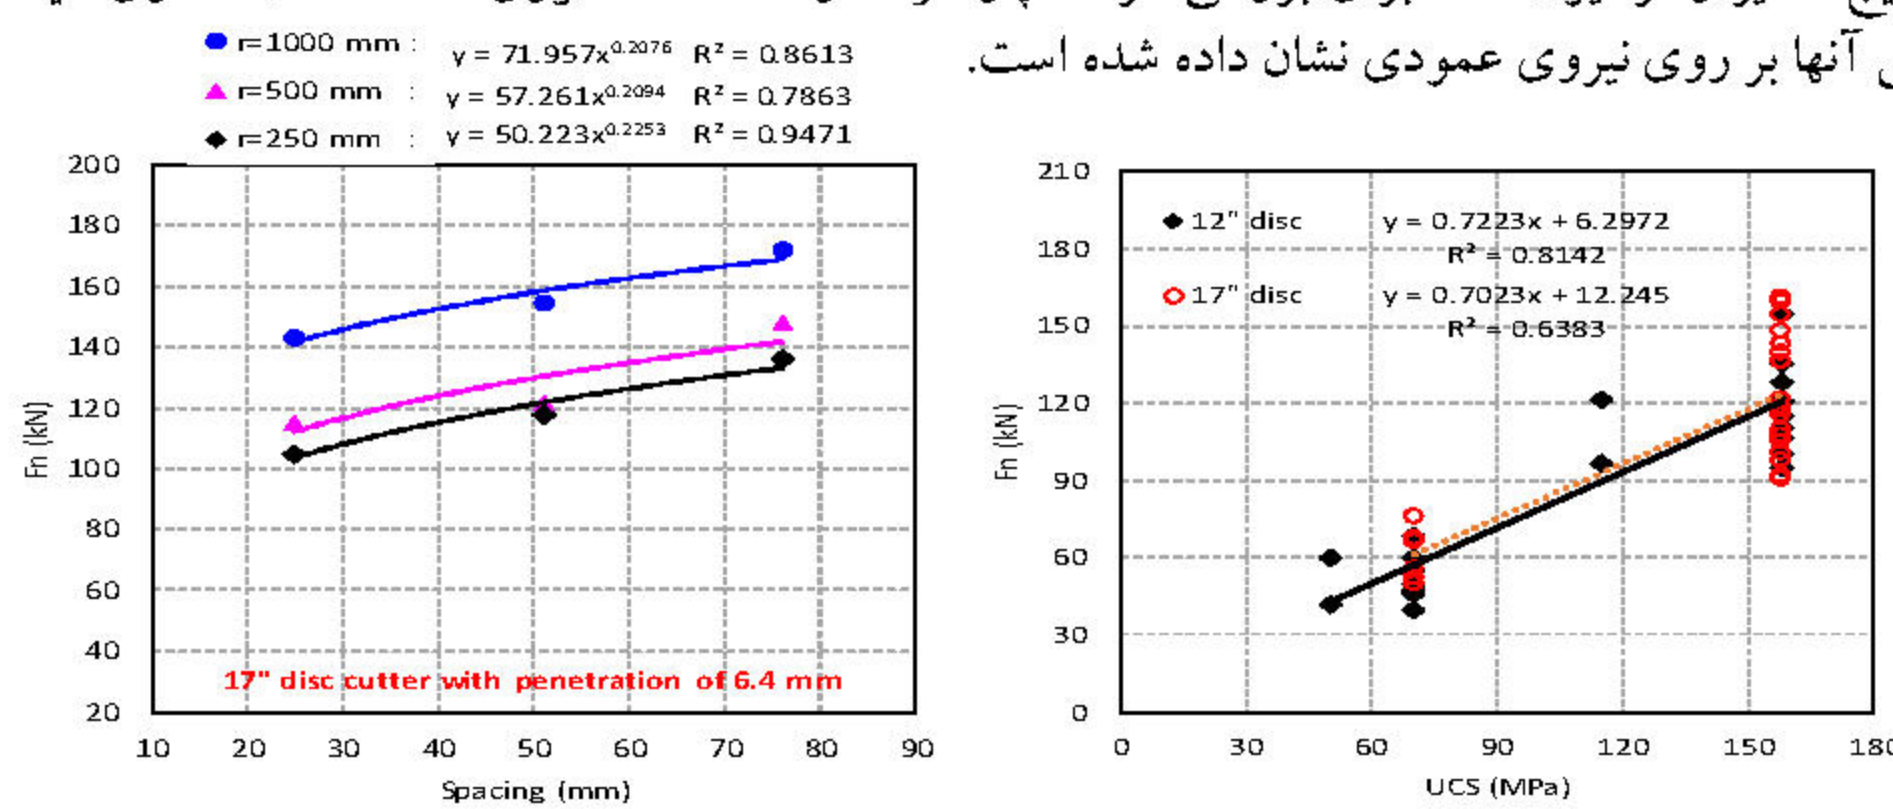 آنها بر روی نیروی عمودی نشان داده شده است.
r=1000 mm : y = 71.957x^0.2076 R² = 0.8613
r=500 mm : y = 57.261x^0.2094 R² = 0.7863
r=250 mm : y = 50.223x^0.2253 R² = 0.9471
200
180
160
140
120
100
80
60
40
20
Fn (kN)
17" disc cutter with penetration of 6.4 mm
10 20 30 40 50 60 70 80 90
Spacing (mm)
210
180
150
120
90
60
30
0
Fn (kN)
12" disc y = 0.7223x + 6.2972
R² = 0.8142
17" disc y = 0.7023x + 12.245
R² = 0.6383
0 30 60 90 120 150 180
UCS (MPa)